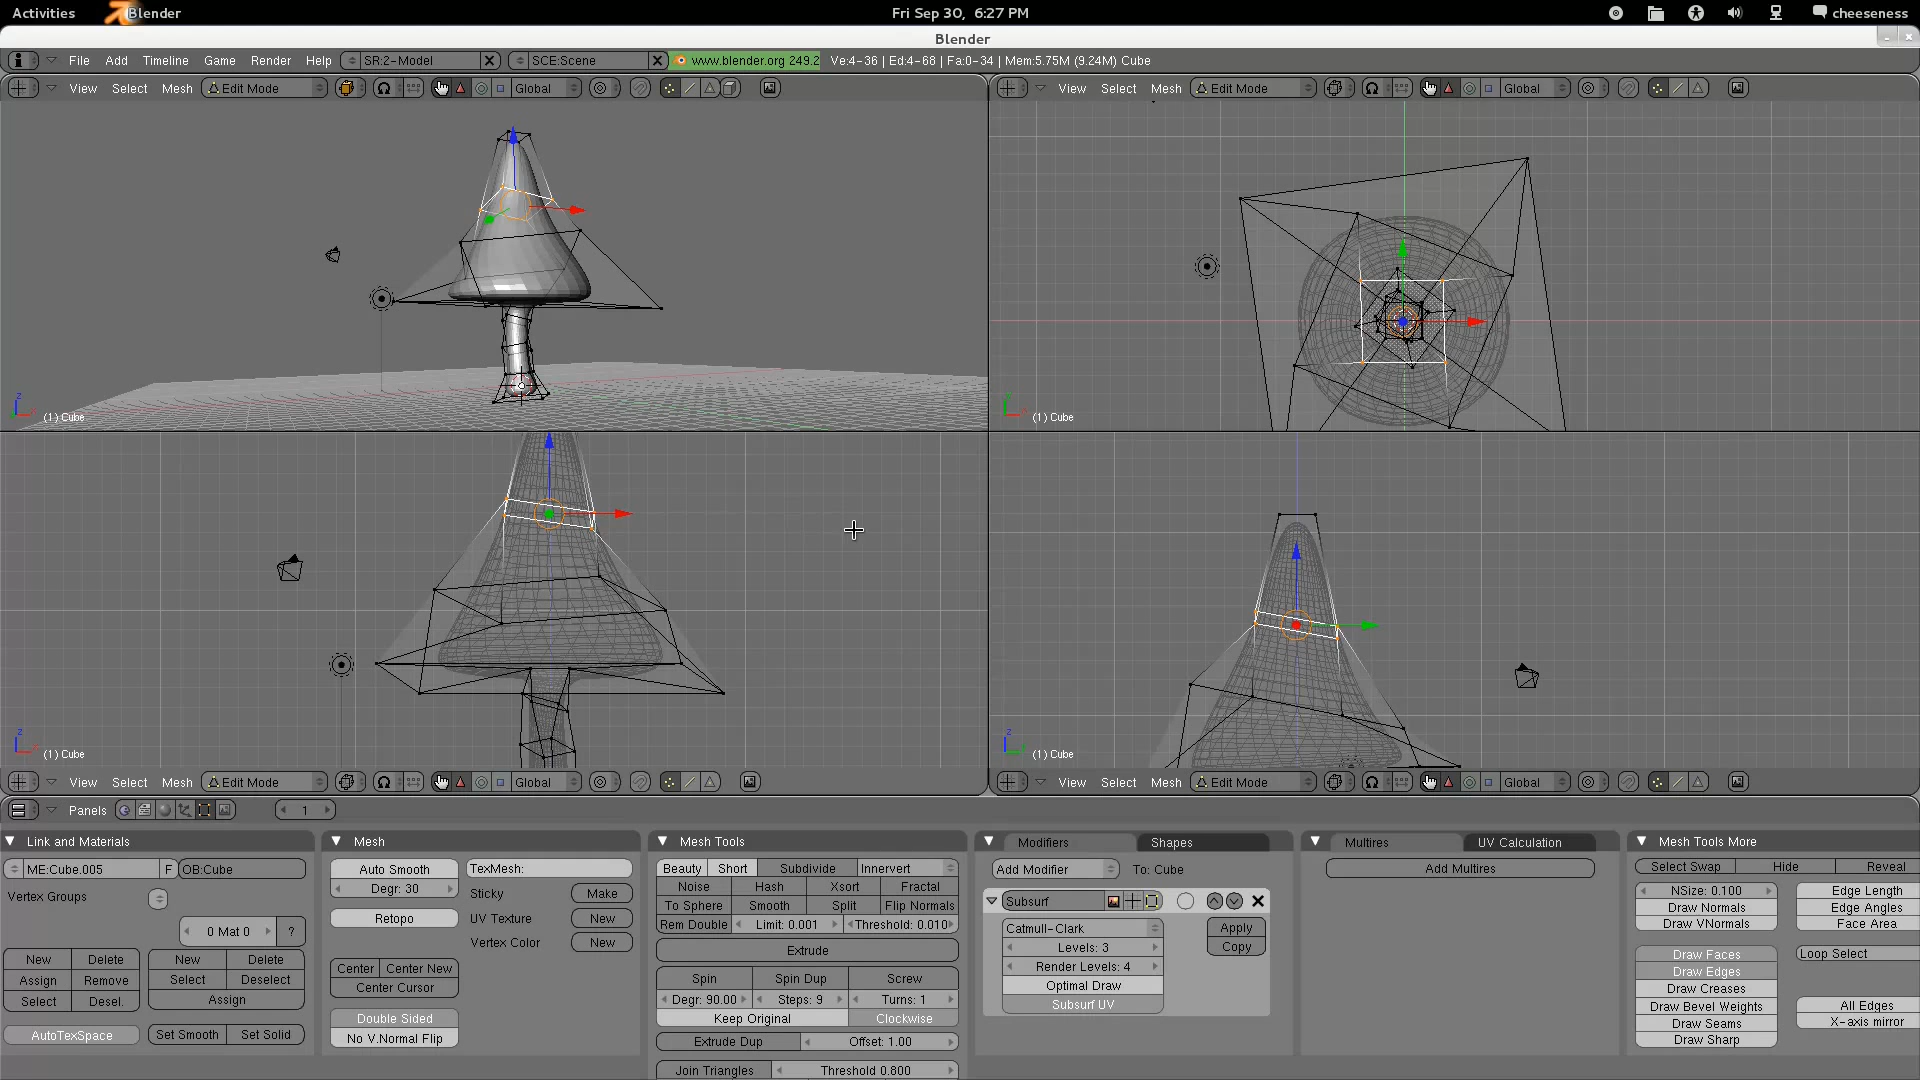 Activities Blender Fri Sep 30, 6:27 PM cheeseness
Blender
File Add Timeline Game Render Help SR:2-Model SCE:Scene www.blender.org 249.2 Ve:4-36 | Ed:4-68 | Fa:0-34 | Mem:5.75M (9.24M) Cube
View Select Mesh Edit Mode Global
View Select Mesh Edit Mode Global
(1) Cube
(1) Cube
(1) Cube
(1) Cube
View Select Mesh Edit Mode Global
View Select Mesh Edit Mode Global
Panels 1
Link and Materials
ME:Cube.005 F OB:Cube
Vertex Groups
0 Mat 0 ?
New Delete New Delete
Assign Remove Select Deselect
Select Desel. Assign
AutoTexSpace Set Smooth Set Solid
Mesh
Auto Smooth TexMesh:
Degr: 30 Sticky Make
Retopo UV Texture New
Vertex Color New
Center Center New
Center Cursor
Double Sided
No V.Normal Flip
Mesh Tools
Beauty Short Subdivide Innervert
Noise Hash Xsort Fractal
To Sphere Smooth Split Flip Normals
Rem Double Limit: 0.001 Threshold: 0.010
Extrude
Spin Spin Dup Screw
Degr: 90.00 Steps: 9 Turns: 1
Keep Original Clockwise
Extrude Dup Offset: 1.00
Join Triangles Threshold 0.800
Modifiers Shapes
Add Modifier To: Cube
Subsurf
Catmull-Clark Apply
Levels: 3 Copy
Render Levels: 4
Optimal Draw
Subsurf UV
Multires UV Calculation
Add Multires
Mesh Tools More
Select Swap Hide Reveal
NSize: 0.100 Edge Length
Draw Normals Edge Angles
Draw VNormals Face Area
Draw Faces Loop Select
Draw Edges
Draw Creases
Draw Bevel Weights All Edges
Draw Seams X-axis mirror
Draw Sharp